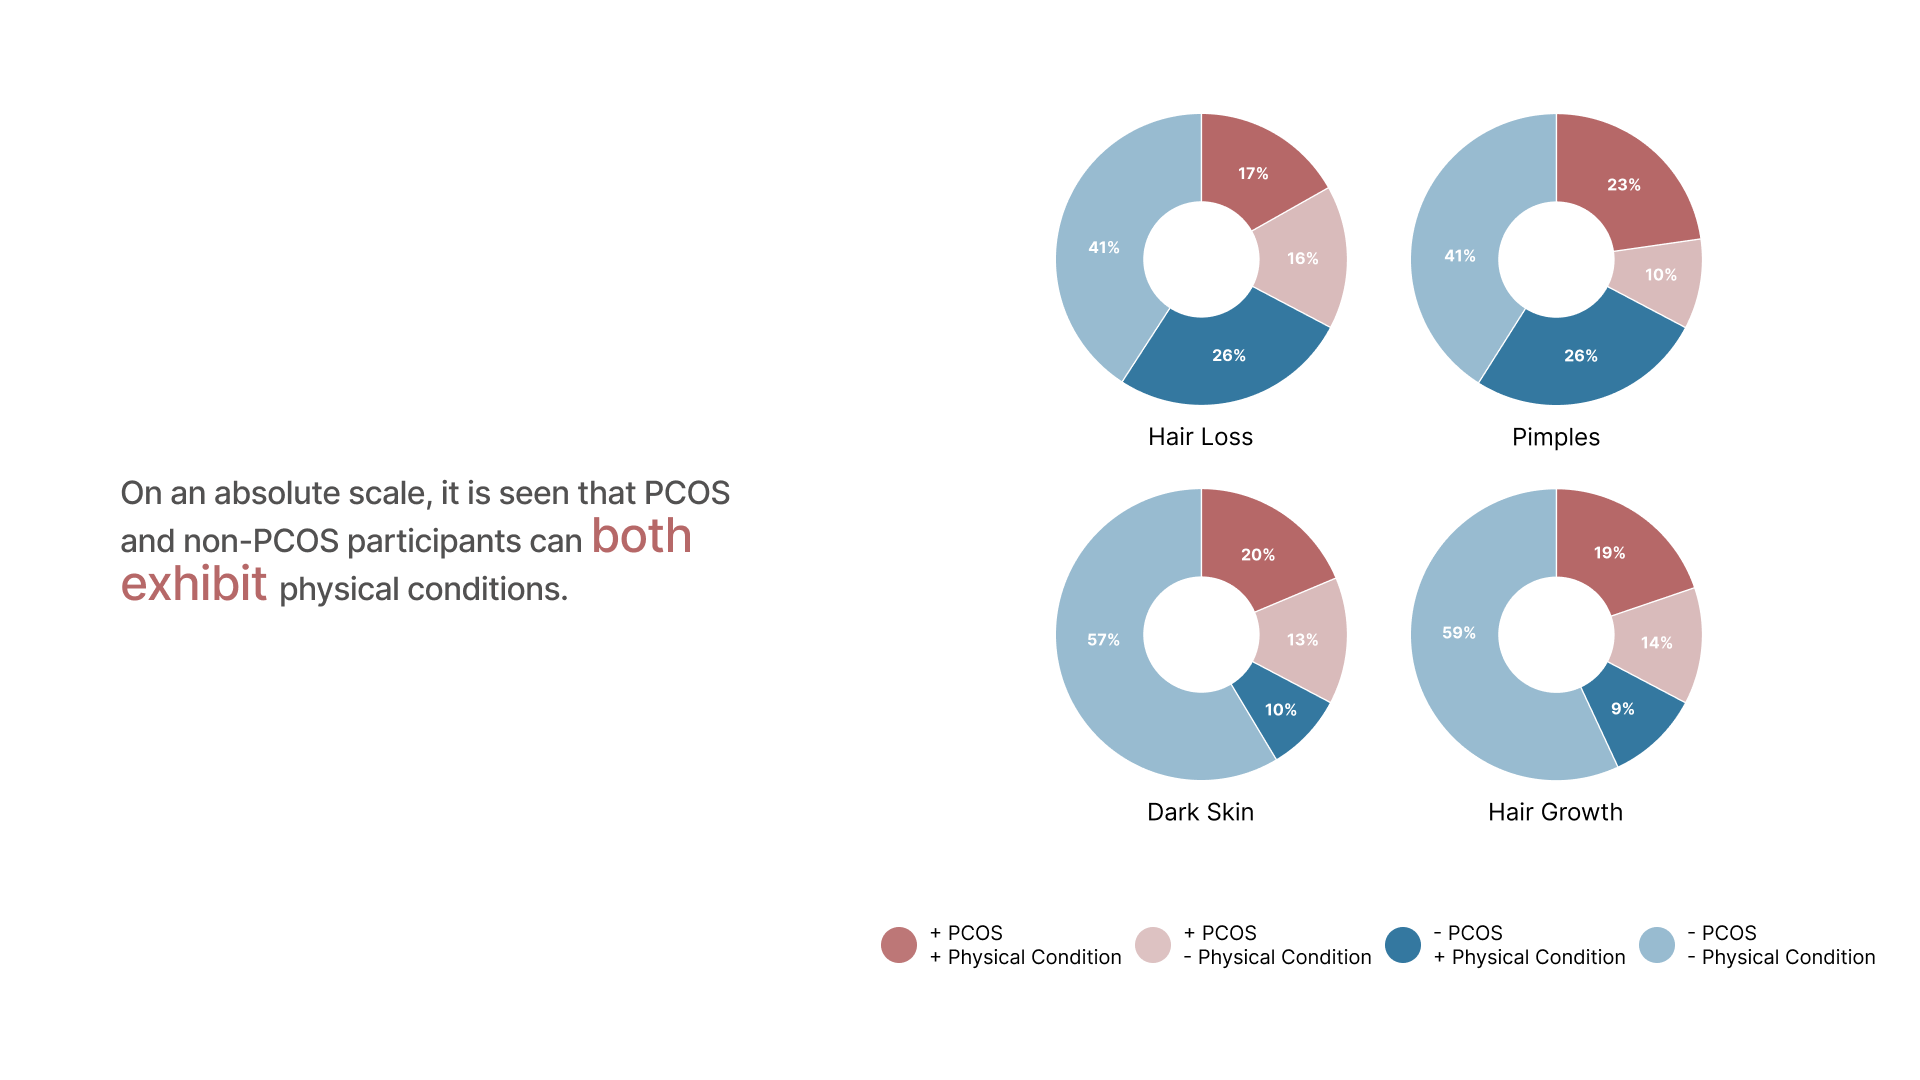 On an absolute scale, it is seen that PCOS
and non-PCOS participants can both
exhibit physical conditions.
17%
16%
26%
41%
Hair Loss
23%
10%
26%
41%
Pimples
20%
13%
10%
57%
Dark Skin
19%
14%
9%
59%
Hair Growth
+ PCOS
+ Physical Condition
+ PCOS
- Physical Condition
- PCOS
+ Physical Condition
- PCOS
- Physical Condition